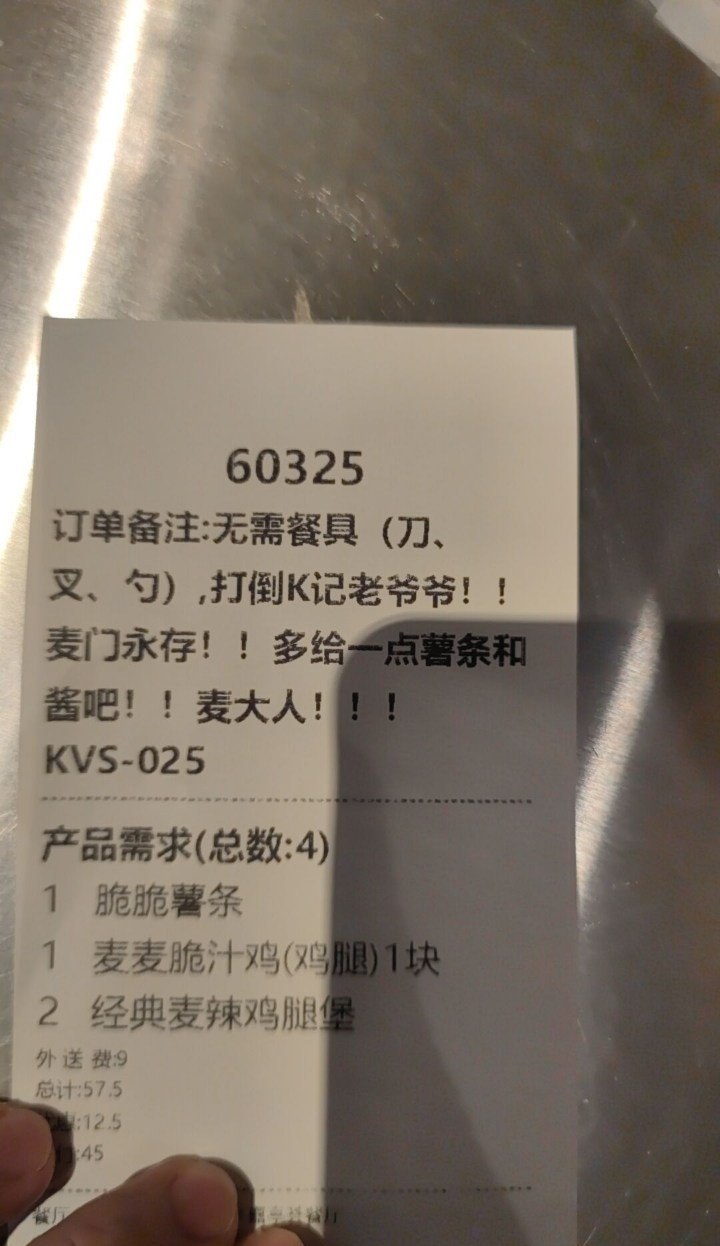 60325
订单备注:无需餐具（刀、
叉、勺）,打倒K记老爷爷！！
麦门永存！！多给一点薯条和
酱吧！！麦大人！！！
KVS-025
产品需求(总数:4)
1 脆脆薯条
1 麦麦脆汁鸡(鸡腿)1块
2 经典麦辣鸡腿堡
外送 费:9
总计:57.5
:12.5
:45
餐厅
餐厅